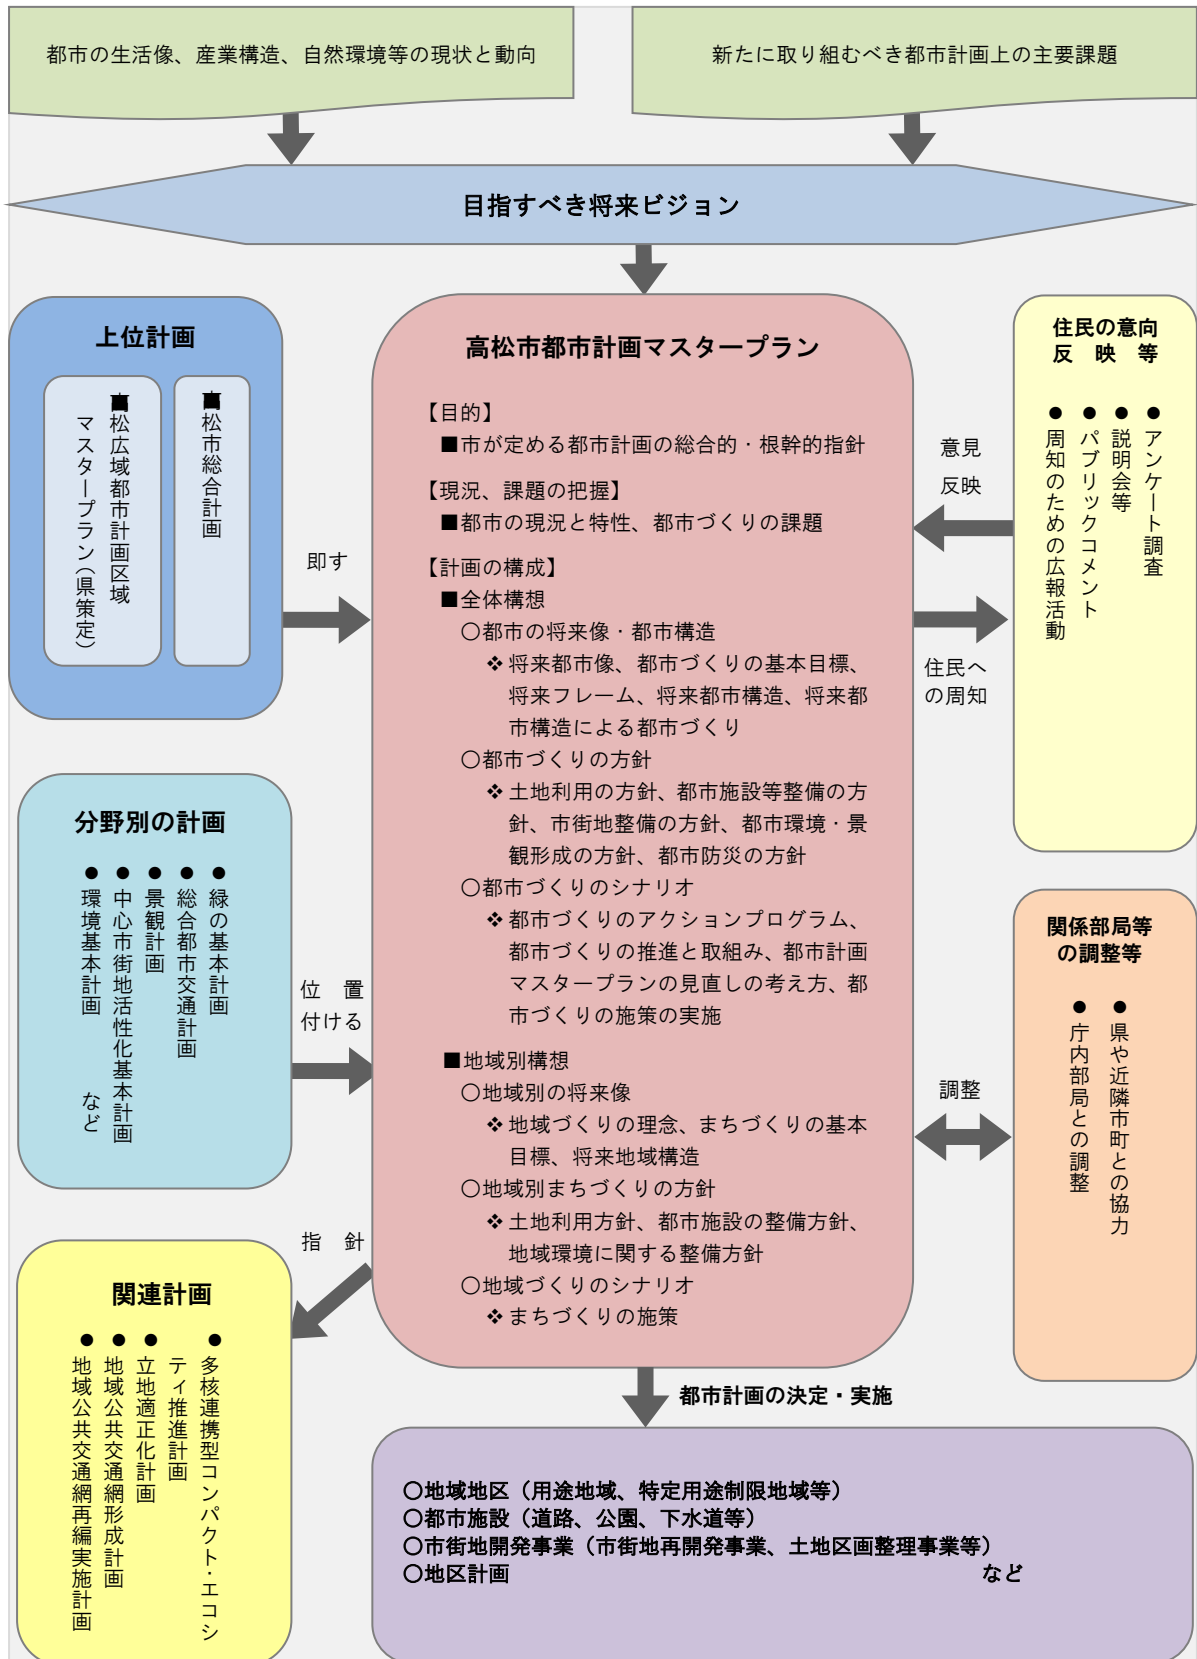 都市の生活像、産業構造、自然環境等の現状と動向
新たに取り組むべき都市計画上の主要課題
目指すべき将来ビジョン
上位計画
■高松市総合計画
■高松広域都市計画区域
マスタープラン（県策定）
即す
分野別の計画
●緑の基本計画
●総合都市交通計画
●景観計画
●中心市街地活性化基本計画
●環境基本計画　など
位　置
付ける
関連計画
●多核連携型コンパクト・エコシ
ティ推進計画
●立地適正化計画
●地域公共交通網形成計画
●地域公共交通網再編実施計画
指　針
高松市都市計画マスタープラン
【目的】
■市が定める都市計画の総合的・根幹的指針
【現況、課題の把握】
■都市の現況と特性、都市づくりの課題
【計画の構成】
■全体構想
〇都市の将来像・都市構造
❖将来都市像、都市づくりの基本目標、
将来フレーム、将来都市構造、将来都
市構造による都市づくり
〇都市づくりの方針
❖土地利用の方針、都市施設等整備の方
針、市街地整備の方針、都市環境・景
観形成の方針、都市防災の方針
〇都市づくりのシナリオ
❖都市づくりのアクションプログラム、
都市づくりの推進と取組み、都市計画
マスタープランの見直しの考え方、都
市づくりの施策の実施
■地域別構想
〇地域別の将来像
❖地域づくりの理念、まちづくりの基本
目標、将来地域構造
〇地域別まちづくりの方針
❖土地利用方針、都市施設の整備方針、
地域環境に関する整備方針
〇地域づくりのシナリオ
❖まちづくりの施策
意見
反映
住民へ
の周知
住民の意向
反　映　等
●アンケート調査
●説明会等
●パブリックコメント
●周知のための広報活動
調整
関係部局等
の調整等
●県や近隣市町との協力
●庁内部局との調整
都市計画の決定・実施
〇地域地区（用途地域、特定用途制限地域等）
〇都市施設（道路、公園、下水道等）
〇市街地開発事業（市街地再開発事業、土地区画整理事業等）
〇地区計画　など